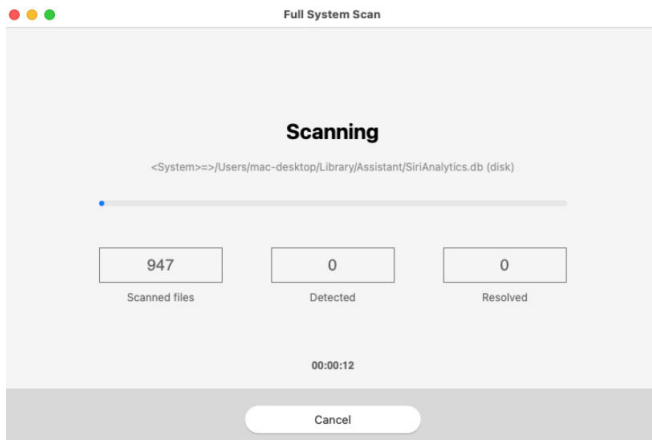 Full System Scan
Scanning
<System>=>/Users/mac-desktop/Library/Assistant/SiriAnalytics.db (disk)
947 0 0
Scanned files Detected Resolved
00:00:12
Cancel